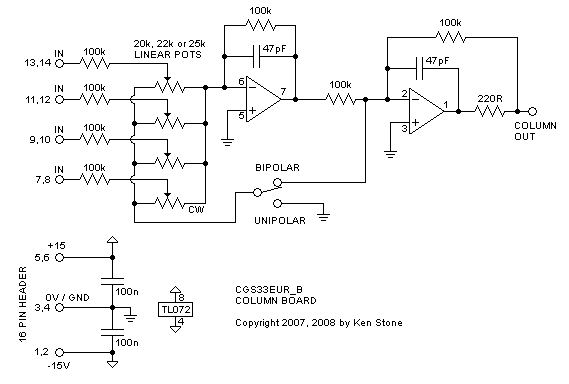 100k
20k, 22k or 25k
LINEAR POTS
47pF
100k
IN
13,14
100k
IN
11,12
100k
IN
9,10
100k
IN
7,8
100k
CW
6
7
5
100k
47pF
2
1
3
220R
COLUMN
OUT
BIPOLAR
UNIPOLAR
16 PIN HEADER
+15
5,6
100n
0V / GND
3,4
100n
1,2
-15V
8
TL072
4
CGS33EUR_B
COLUMN BOARD
Copyright 2007, 2008 by Ken Stone